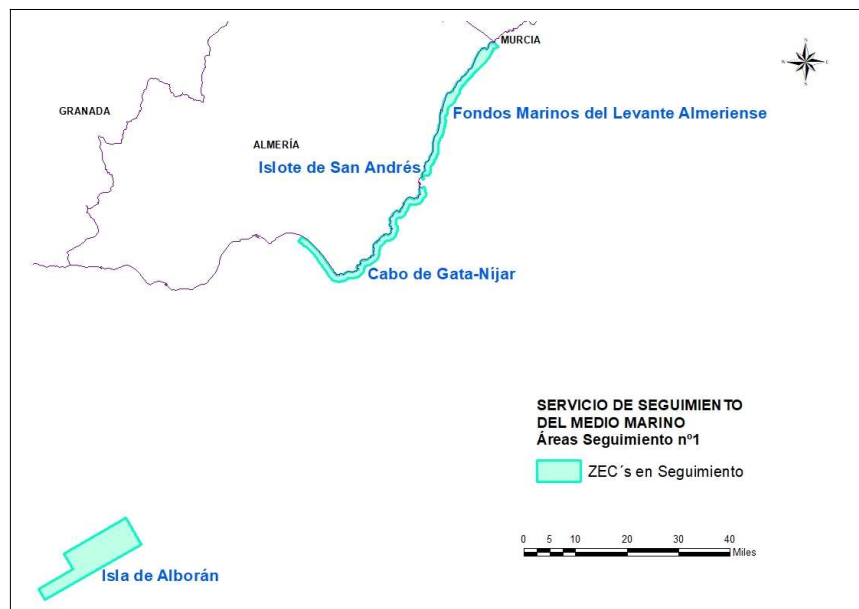 MURCIA
GRANADA
Fondos Marinos del Levante Almeriense
ALMERÍA
Islote de San Andrés
Cabo de Gata-Níjar
SERVICIO DE SEGUIMIENTO
DEL MEDIO MARINO
Áreas Seguimiento nº1
ZEC´s en Seguimiento
0 5 10 20 30 40
Miles
Isla de Alborán